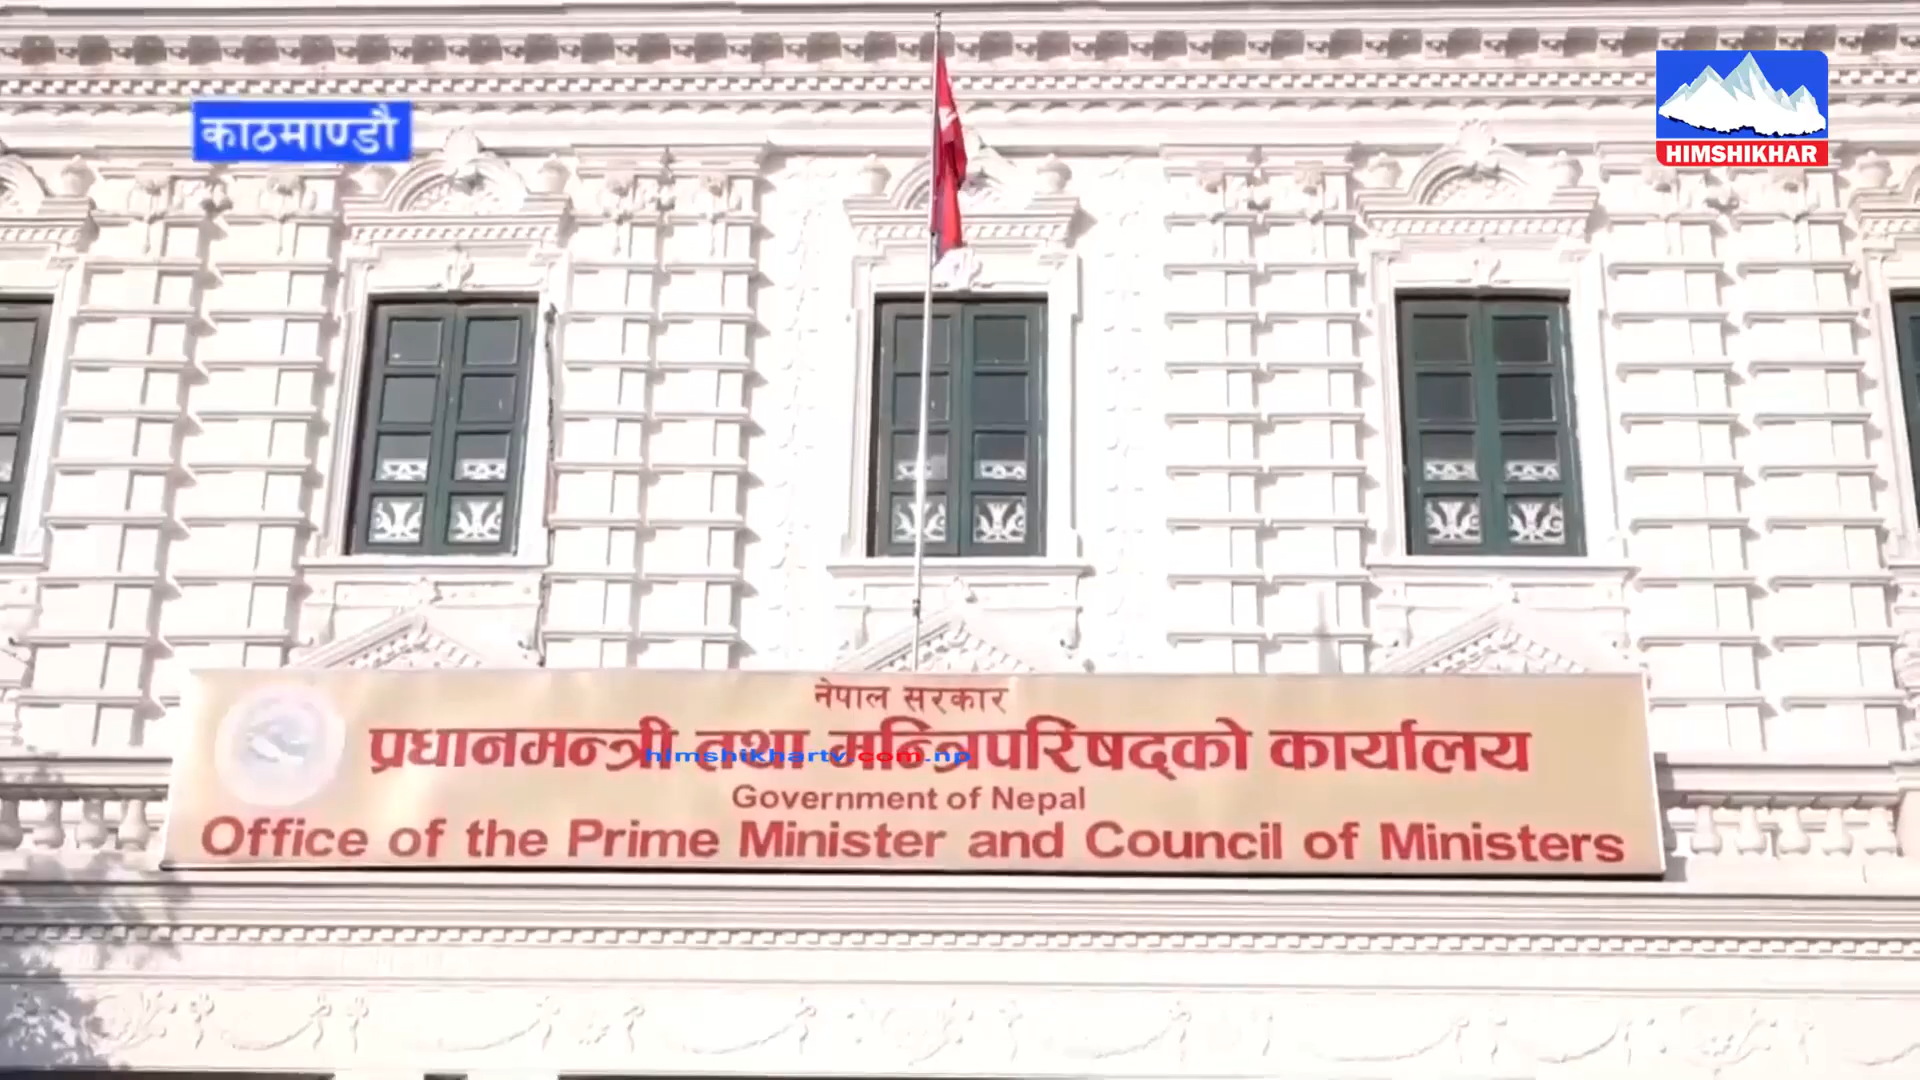 काठमाण्डौ
HIMSHIKHAR
नेपाल सरकार
प्रधानमन्त्री तथा मन्त्रिपरिषद्को कार्यालय
himshikhartv.com.np
Government of Nepal
Office of the Prime Minister and Council of Ministers